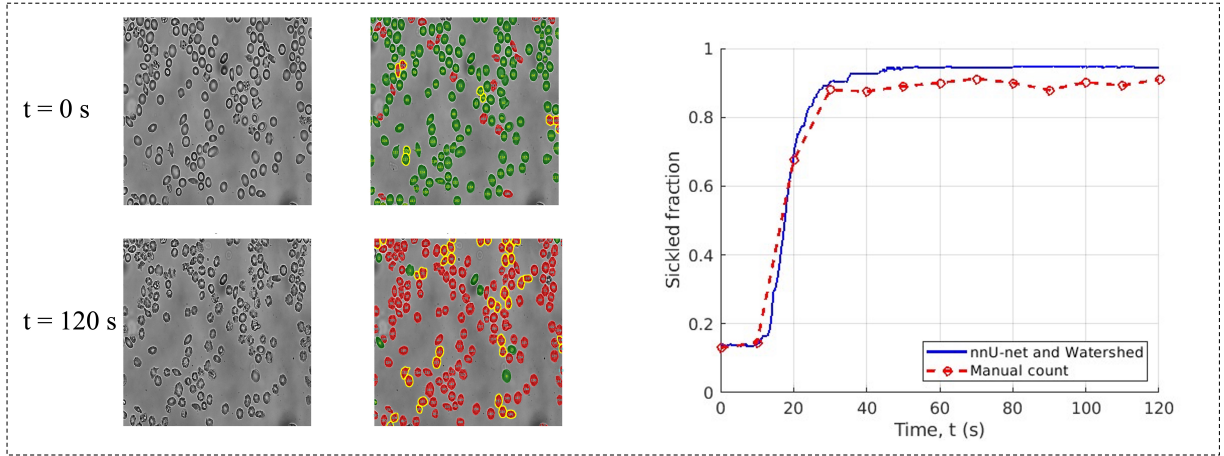 t = 0 s
t = 120 s
Sickled fraction
1
0.8
0.6
0.4
0.2
0
0 20 40 60 80 100 120
Time, t (s)
nnU-net and Watershed
Manual count